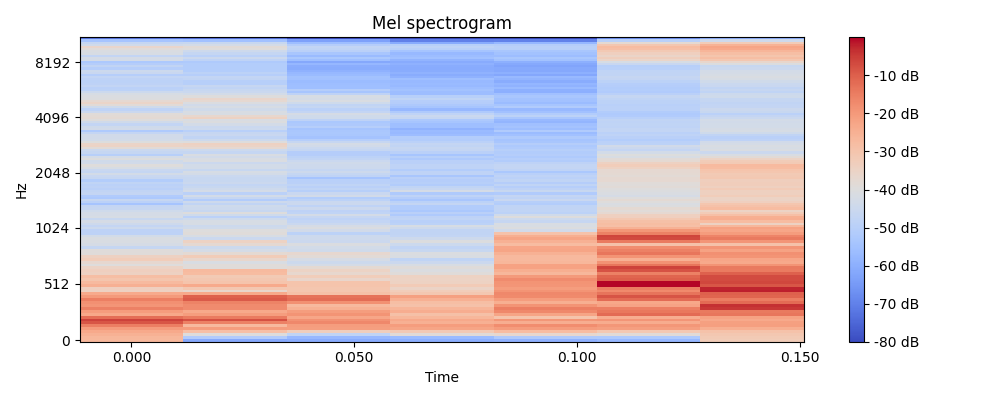 Mel spectrogram
8192
4096
2048
1024
512
0
Hz
0.000
0.050
0.100
0.150
Time
-10 dB
-20 dB
-30 dB
-40 dB
-50 dB
-60 dB
-70 dB
-80 dB